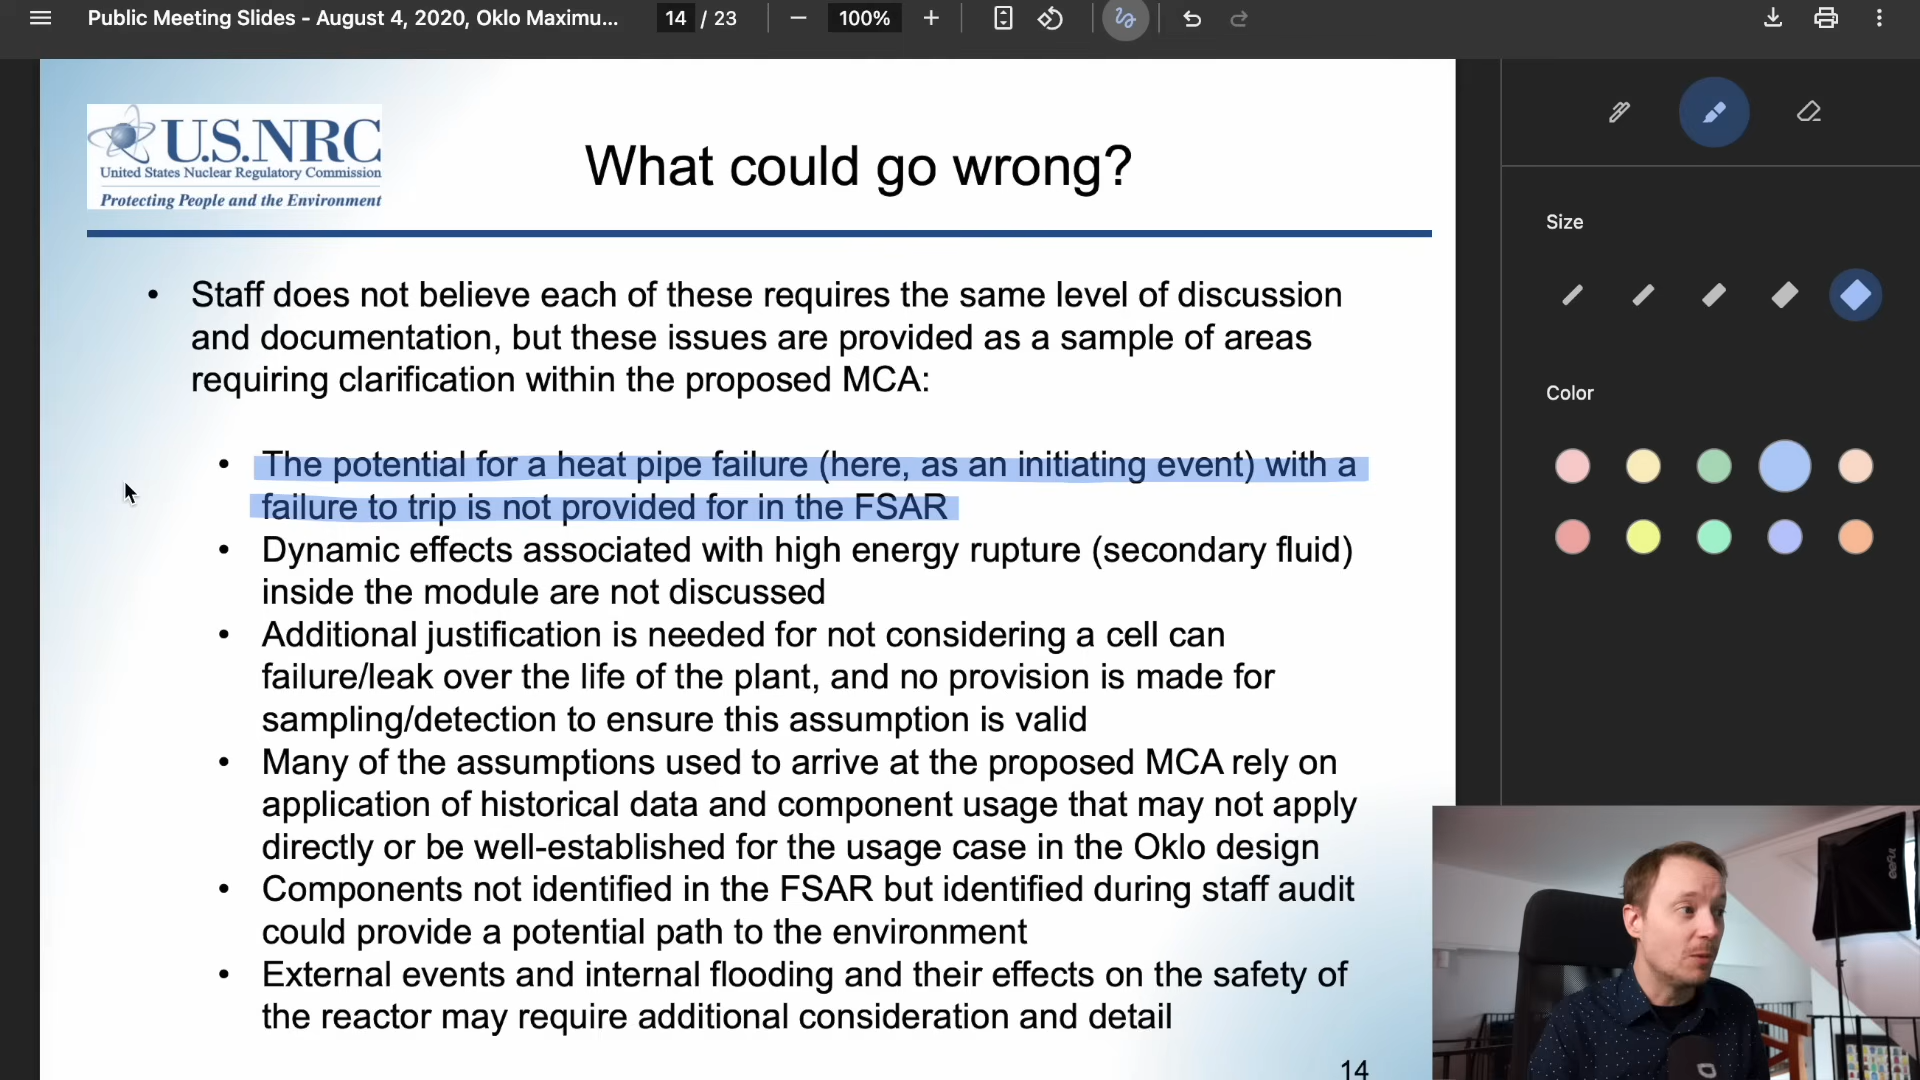 Public Meeting Slides - August 4, 2020, Oklo Maximu...
14 / 23
100%
U.S.NRC
United States Nuclear Regulatory Commission
Protecting People and the Environment
What could go wrong?
• Staff does not believe each of these requires the same level of discussion
and documentation, but these issues are provided as a sample of areas
requiring clarification within the proposed MCA:
• The potential for a heat pipe failure (here, as an initiating event) with a
failure to trip is not provided for in the FSAR
• Dynamic effects associated with high energy rupture (secondary fluid)
inside the module are not discussed
• Additional justification is needed for not considering a cell can
failure/leak over the life of the plant, and no provision is made for
sampling/detection to ensure this assumption is valid
• Many of the assumptions used to arrive at the proposed MCA rely on
application of historical data and component usage that may not apply
directly or be well-established for the usage case in the Oklo design
• Components not identified in the FSAR but identified during staff audit
could provide a potential path to the environment
• External events and internal flooding and their effects on the safety of
the reactor may require additional consideration and detail
14
Size
Color